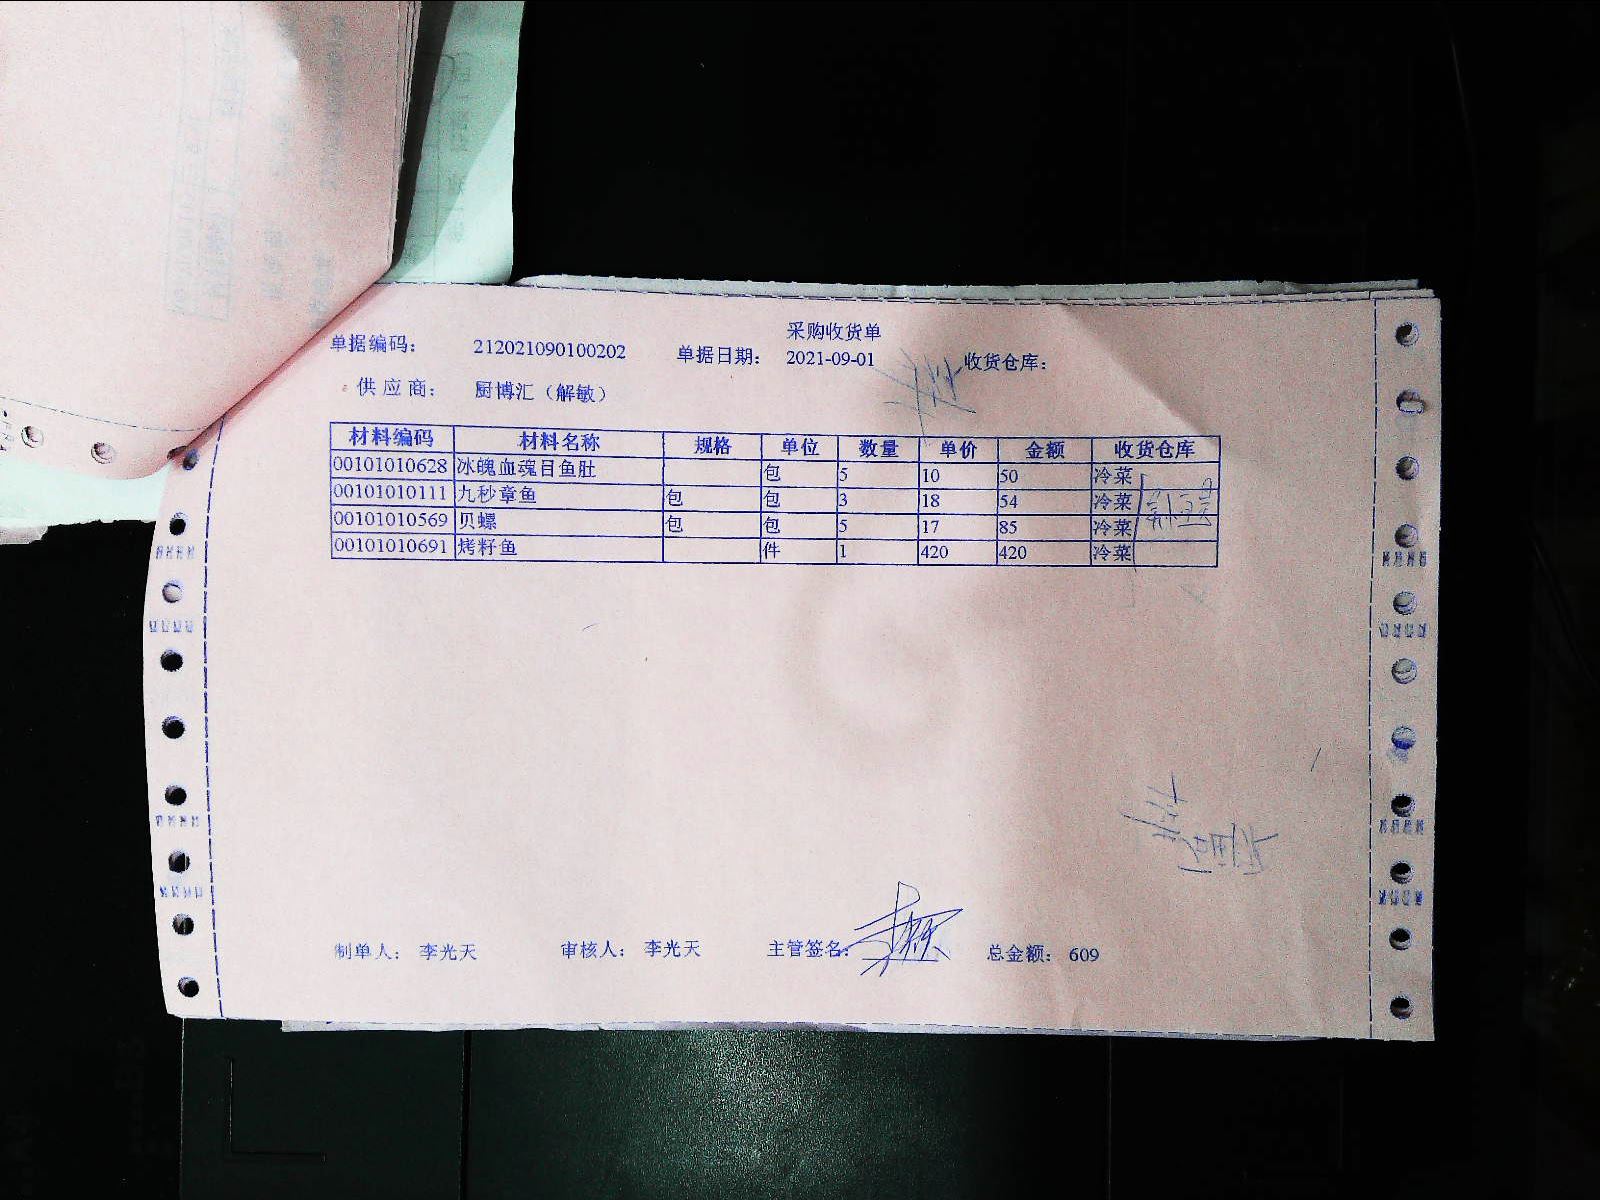 采购收货单
单据编码： 212021090100202 单据日期： 2021-09-01 收货仓库：
供应商： 厨博汇（解敏）
材料编码 材料名称 规格 单位 数量 单价 金额 收货仓库
00101010628 冰魄血魂目鱼肚 包 5 10 50 冷菜
00101010111 九秒章鱼 包 包 3 18 54 冷菜
00101010569 贝螺 包 包 5 17 85 冷菜
00101010691 烤籽鱼 件 1 420 420 冷菜
制单人： 李光天 审核人： 李光天 主管签名： 总金额： 609